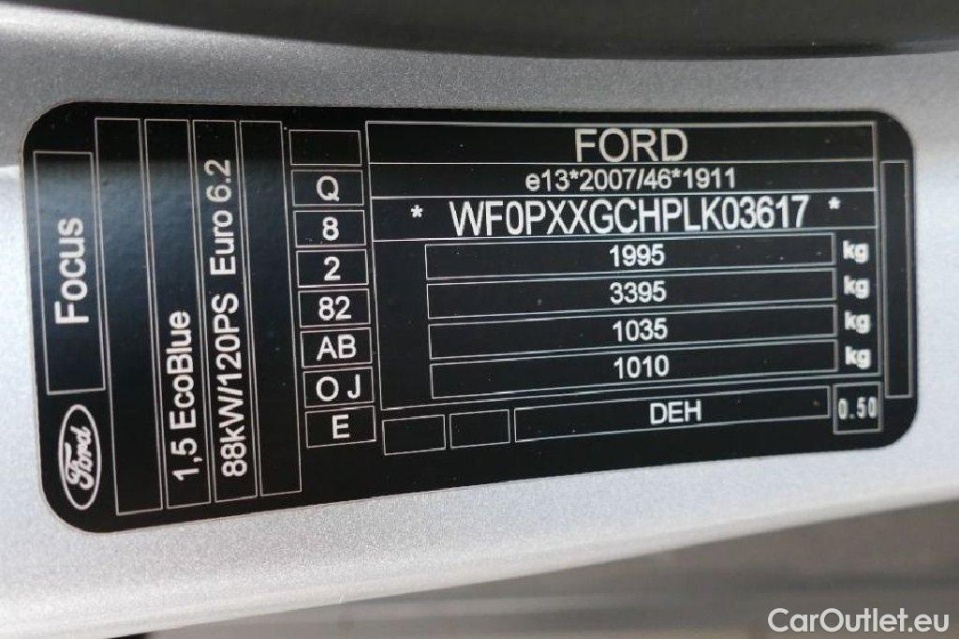 Focus
Ford
1,5 EcoBlue
88kW/120PS Euro 6.2
Q
8
2
82
AB
O J
E
FORD
e13*2007/46*1911
* WF0PXXGCHPLK03617 *
1995 kg
3395 kg
1035 kg
1010 kg
DEH
0.50
CarOutlet.eu